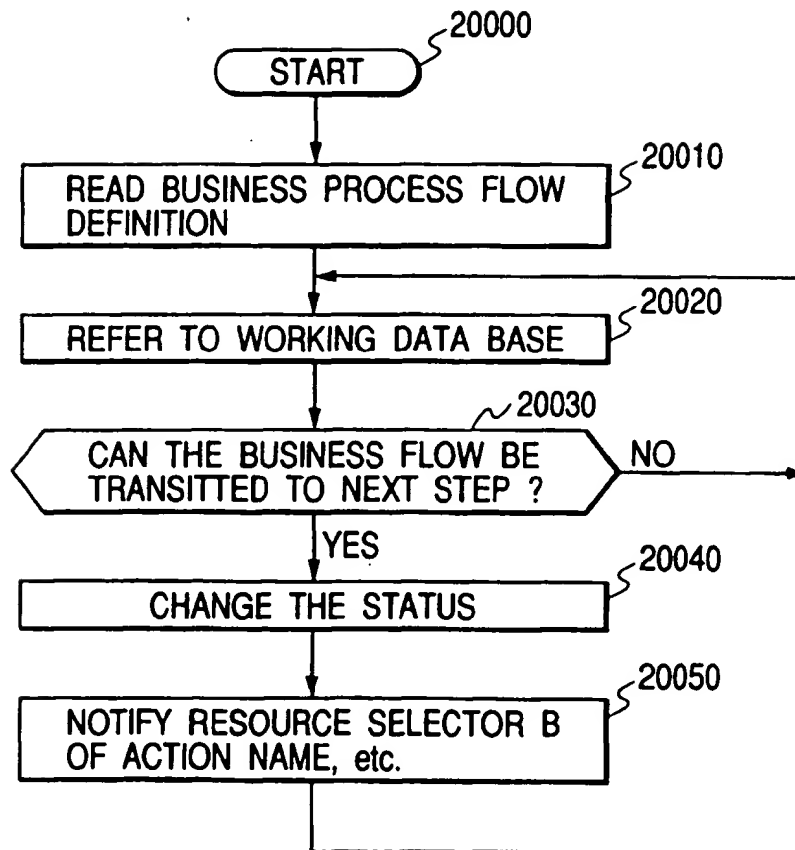 20000
START
20010
READ BUSINESS PROCESS FLOW
DEFINITION
20020
REFER TO WORKING DATA BASE
20030
CAN THE BUSINESS FLOW BE
TRANSITTED TO NEXT STEP ?
NO
YES
20040
CHANGE THE STATUS
20050
NOTIFY RESOURCE SELECTOR B
OF ACTION NAME, etc.